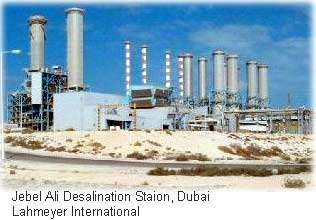 Jebel Ali Desalination Staion, Dubai
Lahmeyer International